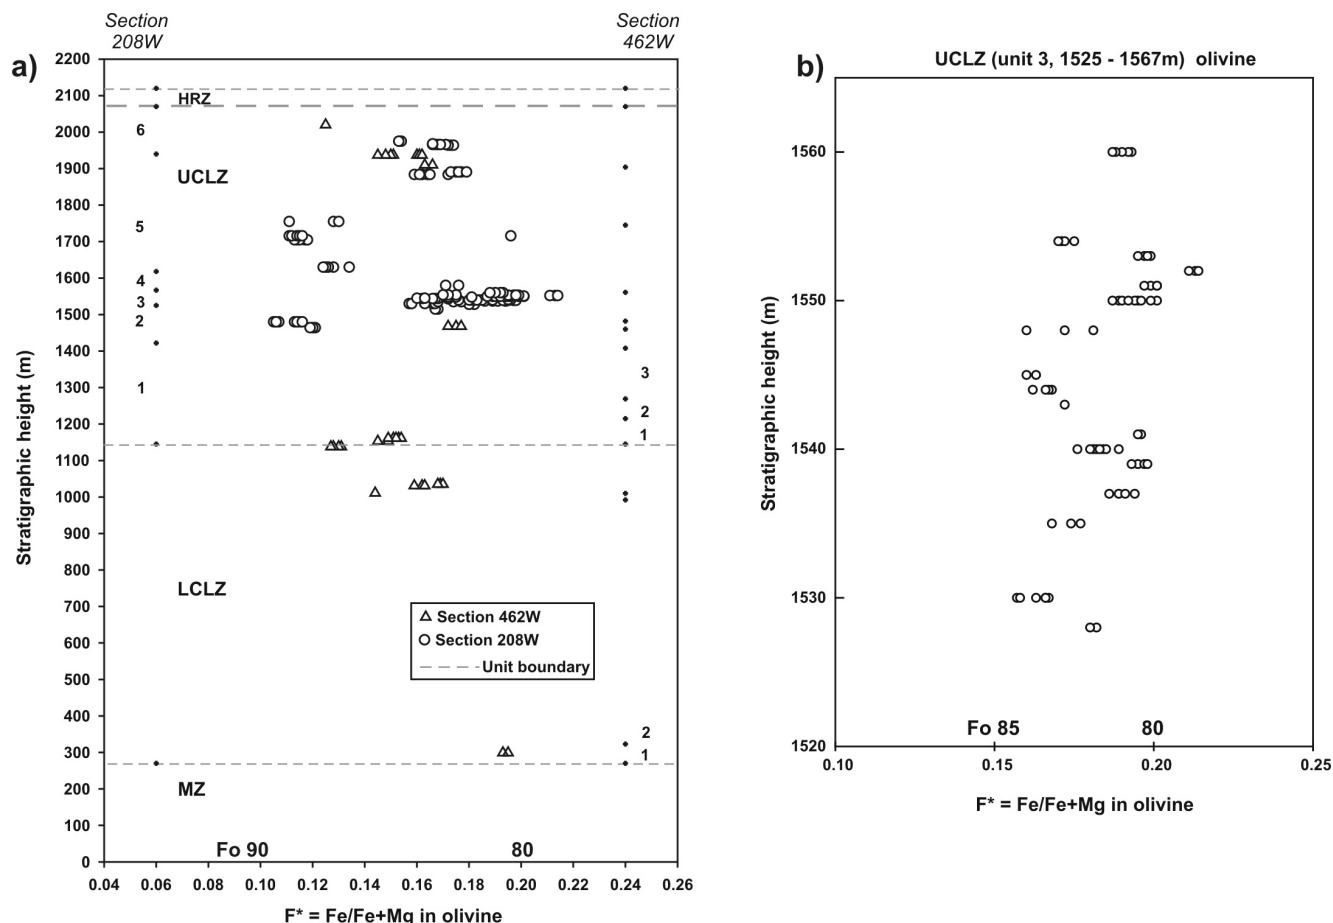 Section
208W
Section
462W
a)
2200
2100
2000
1900
1800
1700
1600
1500
1400
1300
1200
1100
1000
900
800
700
600
500
400
300
200
100
0
Stratigraphic height (m)
HRZ
6
UCLZ
5
4
3
2
1
3
2
1
LCLZ
Section 462W
Section 208W
Unit boundary
2
1
MZ
Fo 90
80
0.04
0.06
0.08
0.10
0.12
0.14
0.16
0.18
0.20
0.22
0.24
0.26
F* = Fe/Fe+Mg in olivine
b)
UCLZ (unit 3, 1525 - 1567m) olivine
1560
1550
1540
1530
1520
Stratigraphic height (m)
Fo 85
80
0.10
0.15
0.20
0.25
F* = Fe/Fe+Mg in olivine